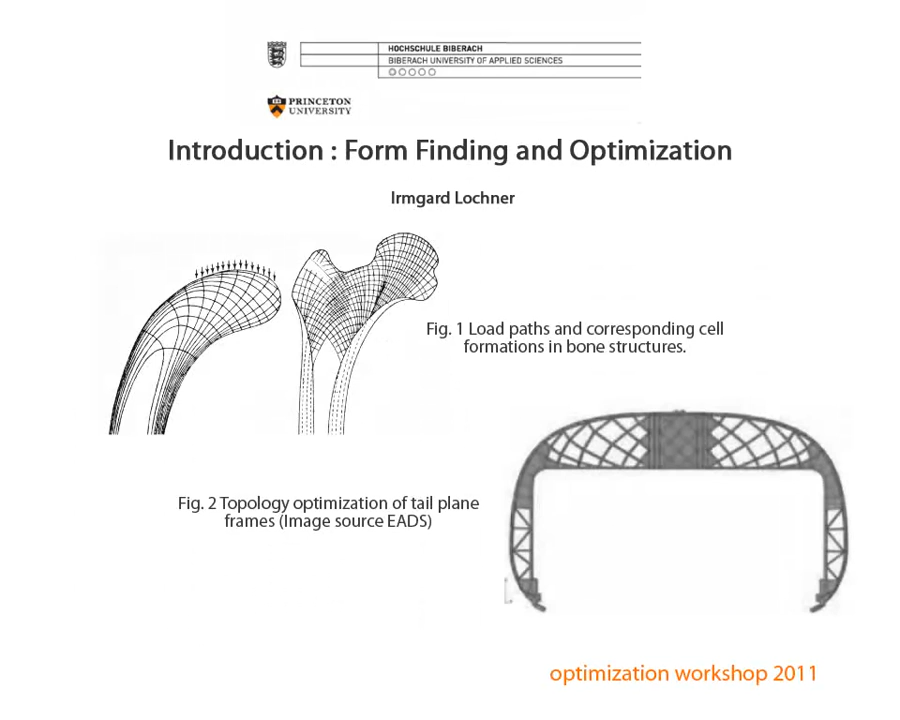 HOCHSCHULE BIBERACH
BIBERACH UNIVERSITY OF APPLIED SCIENCES
PRINCETON
UNIVERSITY
Introduction : Form Finding and Optimization
Irmgard Lochner
Fig. 1 Load paths and corresponding cell
formations in bone structures.
Fig. 2 Topology optimization of tail plane
frames (Image source EADS)
optimization workshop 2011